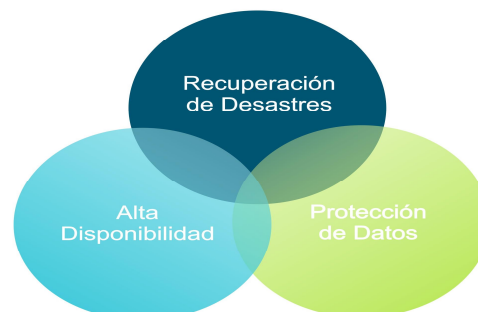 Recuperación
de Desastres
Alta
Disponibilidad
Protección
de Datos